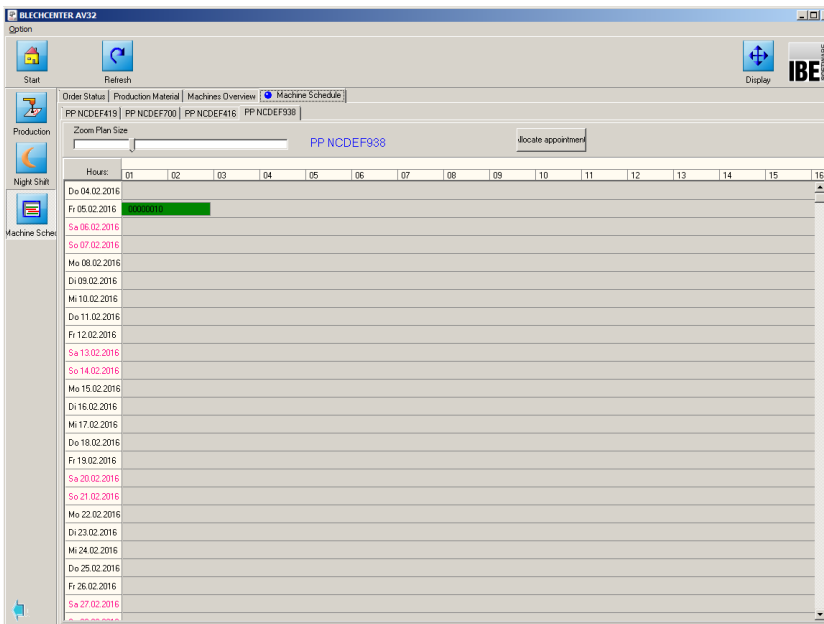 BLECHCENTER AV32
Option
Start
Refresh
Display
IBE SOFTWARE
Order Status
Production Material
Machines Overview
Machine Schedule
PP NCDEF419
PP NCDEF700
PP NCDEF416
PP NCDEF938
Production
Night Shift
Machine Sched
Zoom Plan Size
PP NCDEF938
llocate appointment
Hours: 01 02 03 04 05 06 07 08 09 10 11 12 13 14 15 16
Do 04.02.2016
Fr 05.02.2016 00000010
Sa 06.02.2016
So 07.02.2016
Mo 08.02.2016
Di 09.02.2016
Mi 10.02.2016
Do 11.02.2016
Fr 12.02.2016
Sa 13.02.2016
So 14.02.2016
Mo 15.02.2016
Di 16.02.2016
Mi 17.02.2016
Do 18.02.2016
Fr 19.02.2016
Sa 20.02.2016
So 21.02.2016
Mo 22.02.2016
Di 23.02.2016
Mi 24.02.2016
Do 25.02.2016
Fr 26.02.2016
Sa 27.02.2016